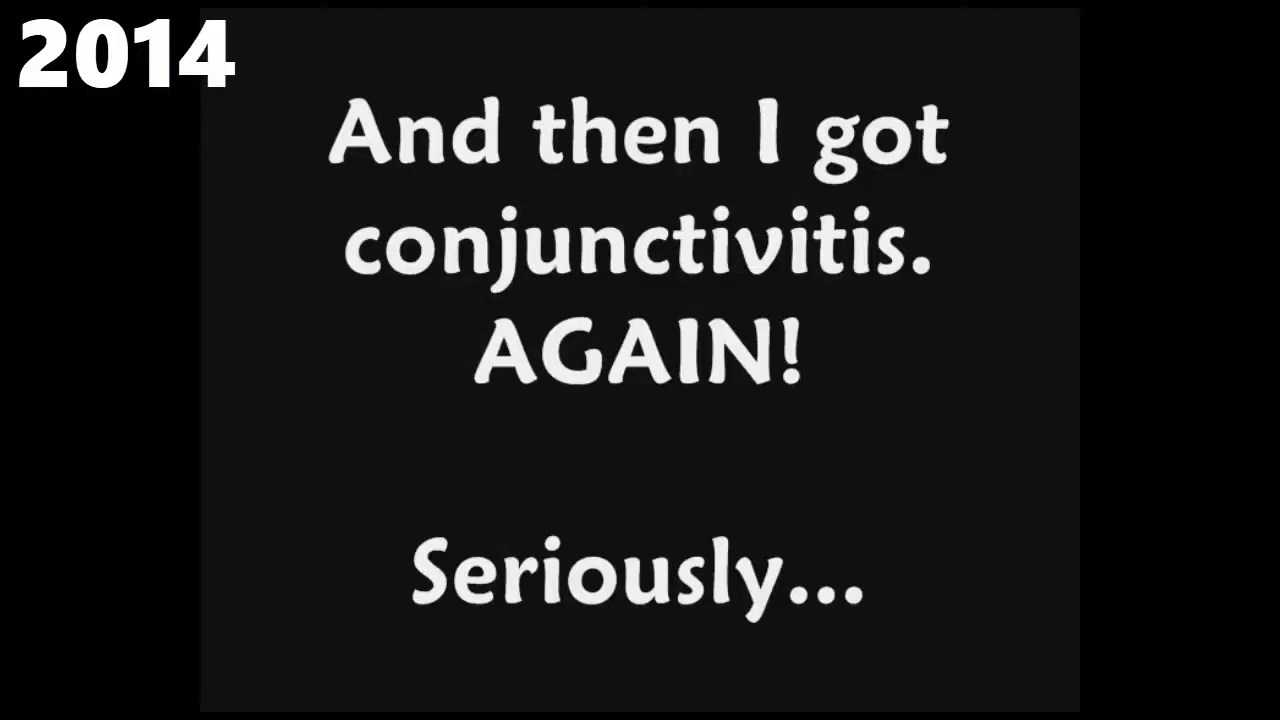 2014
And then I got
conjunctivitis.
AGAIN!
Seriously...